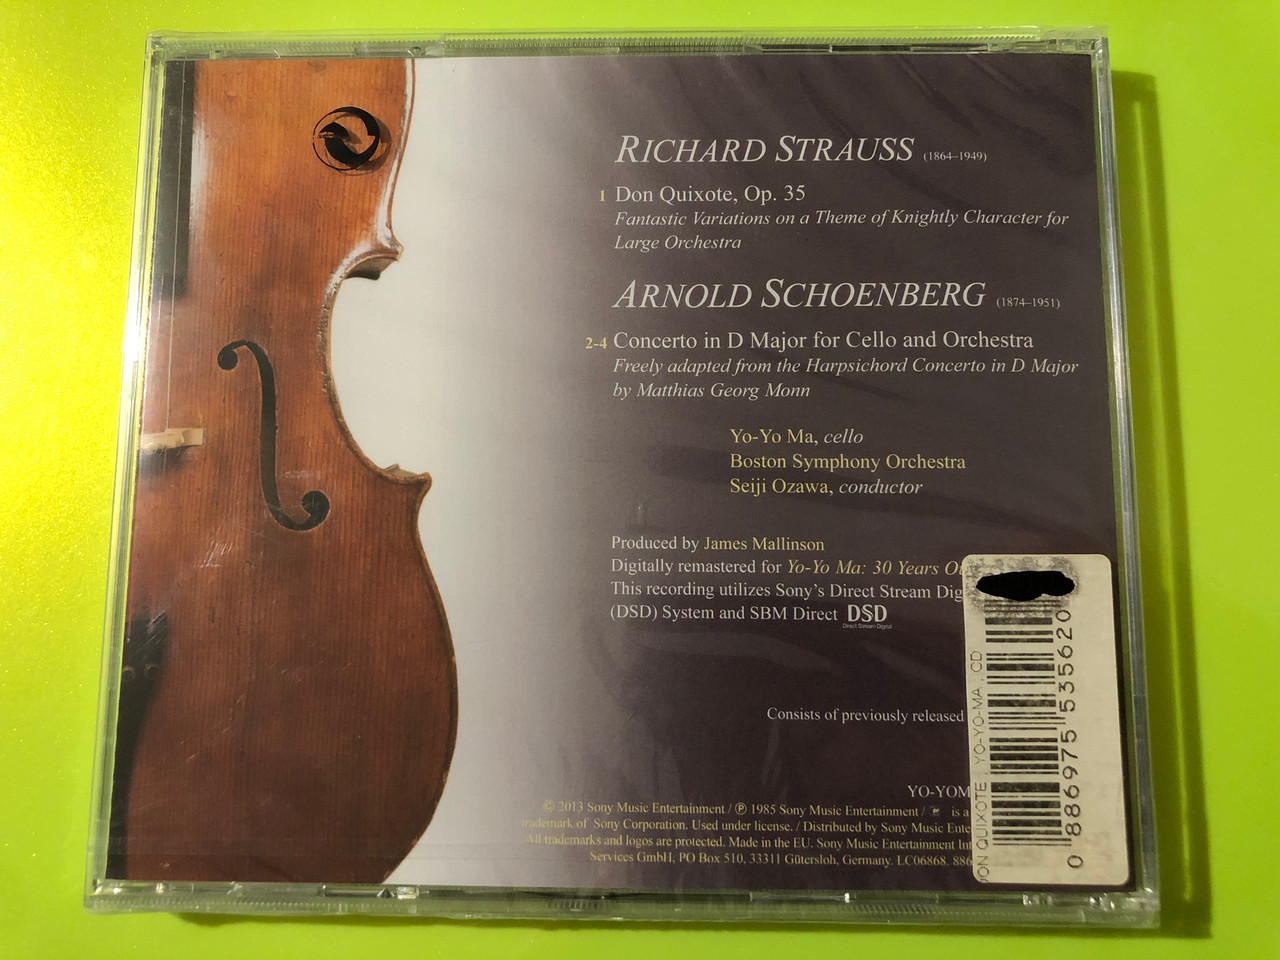 RICHARD STRAUSS (1864–1949)
1 Don Quixote, Op. 35
Fantastic Variations on a Theme of Knightly Character for
Large Orchestra
ARNOLD SCHOENBERG (1874–1951)
2-4 Concerto in D Major for Cello and Orchestra
Freely adapted from the Harpsichord Concerto in D Major
by Matthias Georg Monn
Yo-Yo Ma, cello
Boston Symphony Orchestra
Seiji Ozawa, conductor
Produced by James Mallinson
Digitally remastered for Yo-Yo Ma: 30 Years
This recording utilizes Sony's Direct Stream Dig
(DSD) System and SBM Direct DSD
Direct Stream Digital
Consists of previously released
YO-YOM
© 2013 Sony Music Entertainment / ℗ 1985 Sony Music Entertainment / is a
trademark of Sony Corporation. Used under license. / Distributed by Sony Music Ente
All trademarks and logos are protected. Made in the EU. Sony Music Entertainment Int
Services GmbH, PO Box 510, 33311 Gütersloh, Germany. LC06868. 886
DON QUIXOTE ; YO-YO-MA ; CD
0 886975 535620